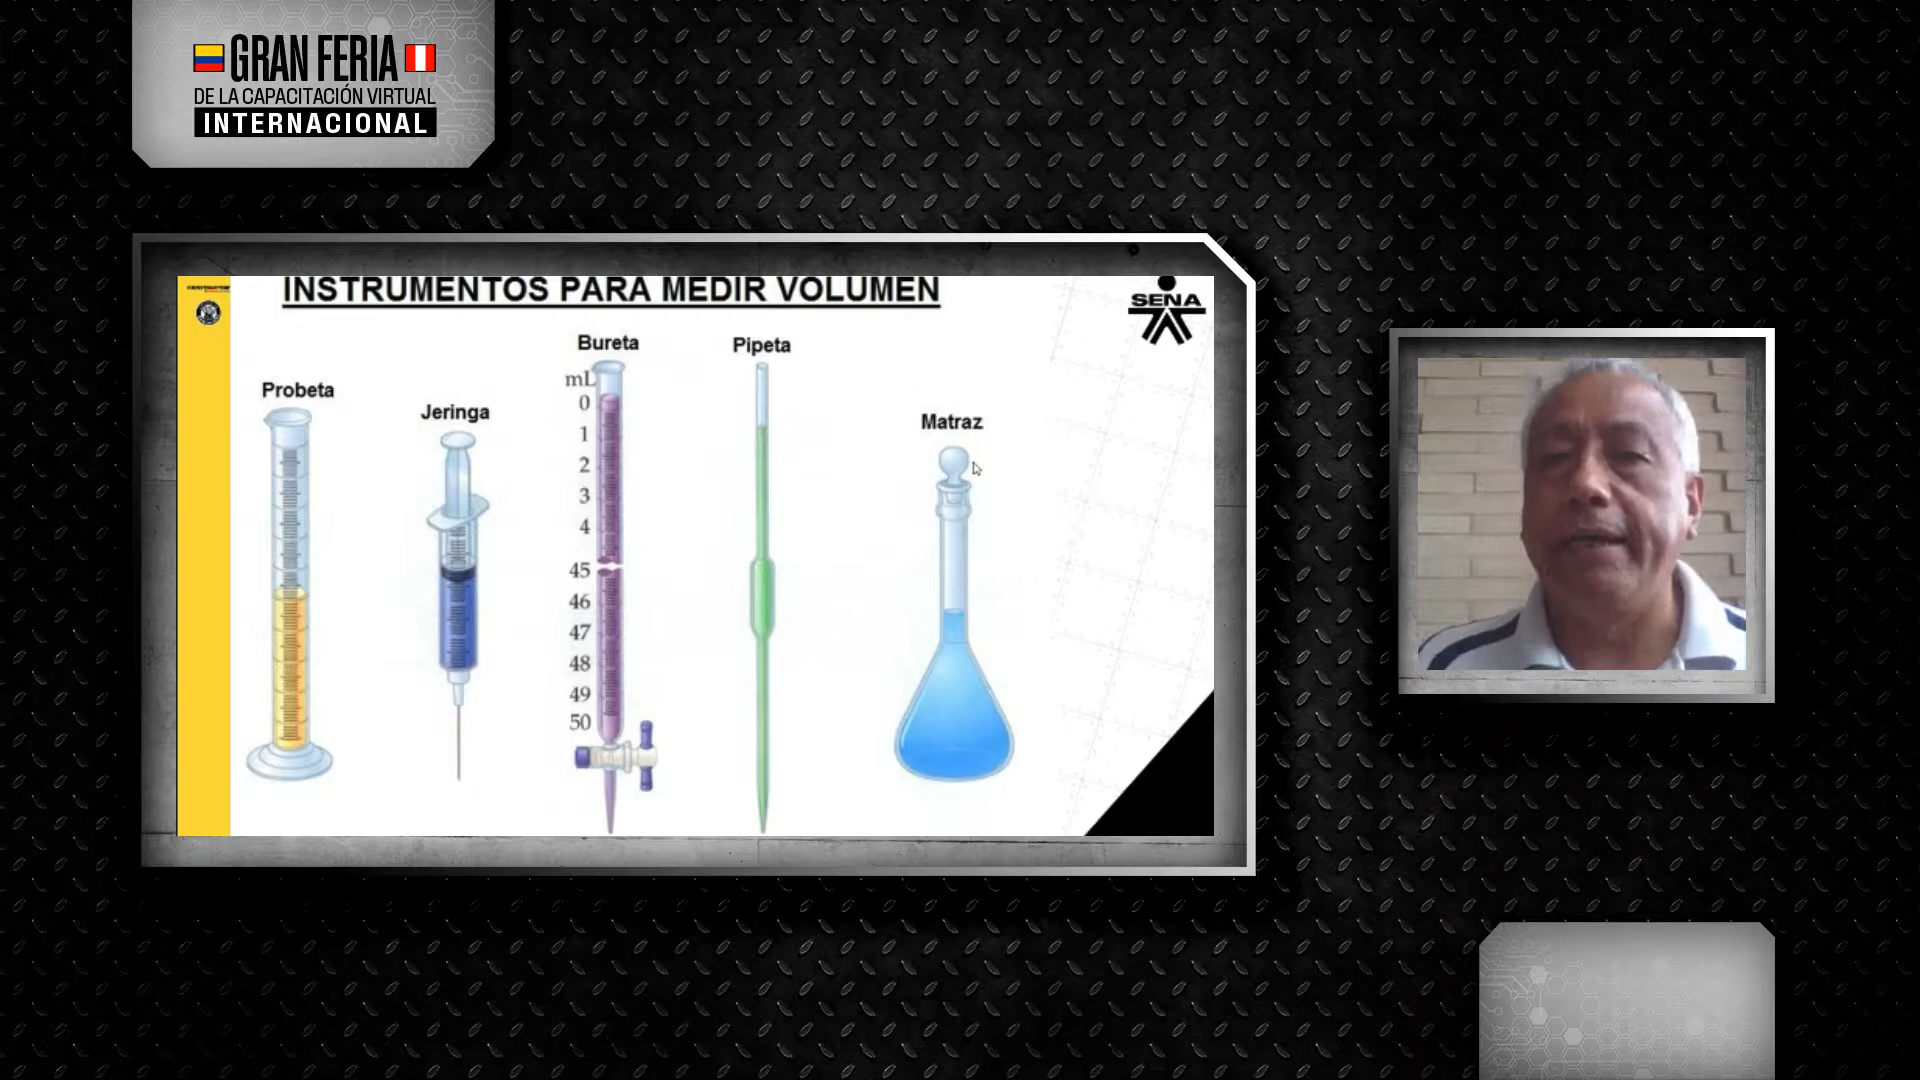 GRAN FERIA
DE LA CAPACITACIÓN VIRTUAL
INTERNACIONAL
INSTRUMENTOS PARA MEDIR VOLUMEN
SENA
Bureta
Pipeta
Probeta
Jeringa
Matraz
mL
0
1
2
3
4
45
46
47
48
49
50